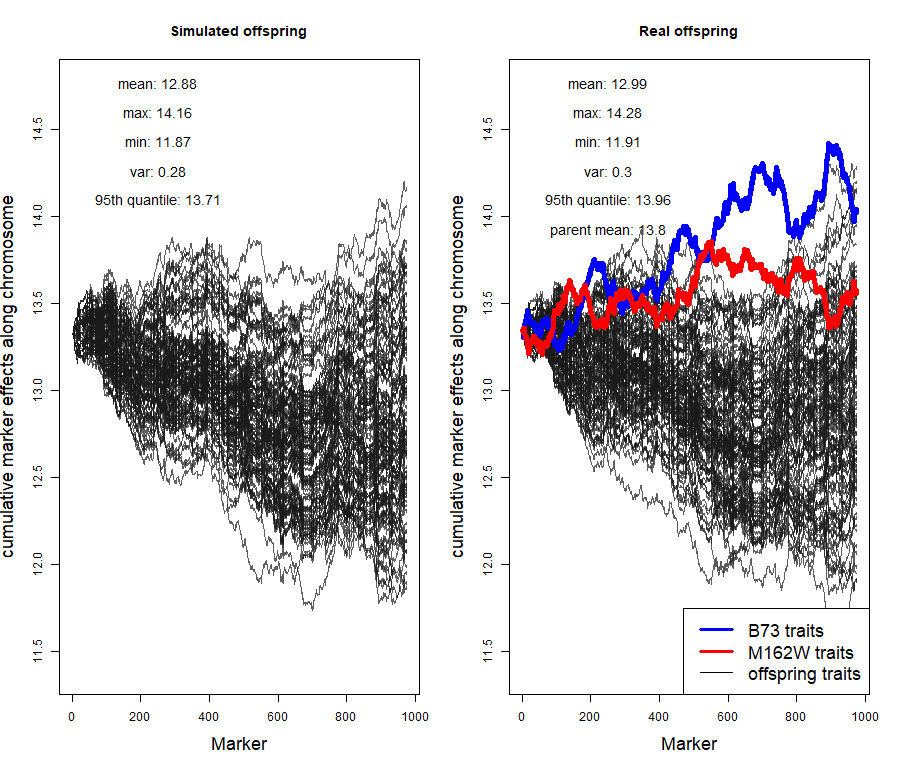 Simulated offspring
mean: 12.88
max: 14.16
min: 11.87
var: 0.28
95th quantile: 13.71
cumulative marker effects along chromosome
14.5
14.0
13.5
13.0
12.5
12.0
11.5
0 200 400 600 800 1000
Marker
Real offspring
mean: 12.99
max: 14.28
min: 11.91
var: 0.3
95th quantile: 13.96
parent mean: 13.8
cumulative marker effects along chromosome
14.5
14.0
13.5
13.0
12.5
12.0
11.5
B73 traits
M162W traits
offspring traits
0 200 400 600 800 1000
Marker